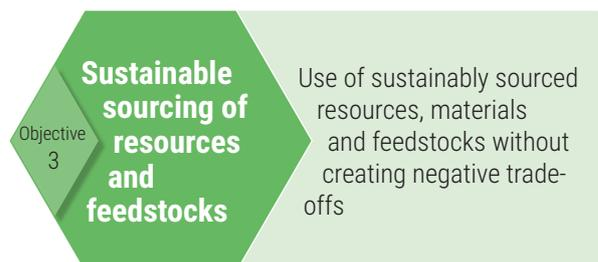 Objective
3
Sustainable
sourcing of
resources
and
feedstocks
Use of sustainably sourced
resources, materials
and feedstocks without
creating negative trade-
offs